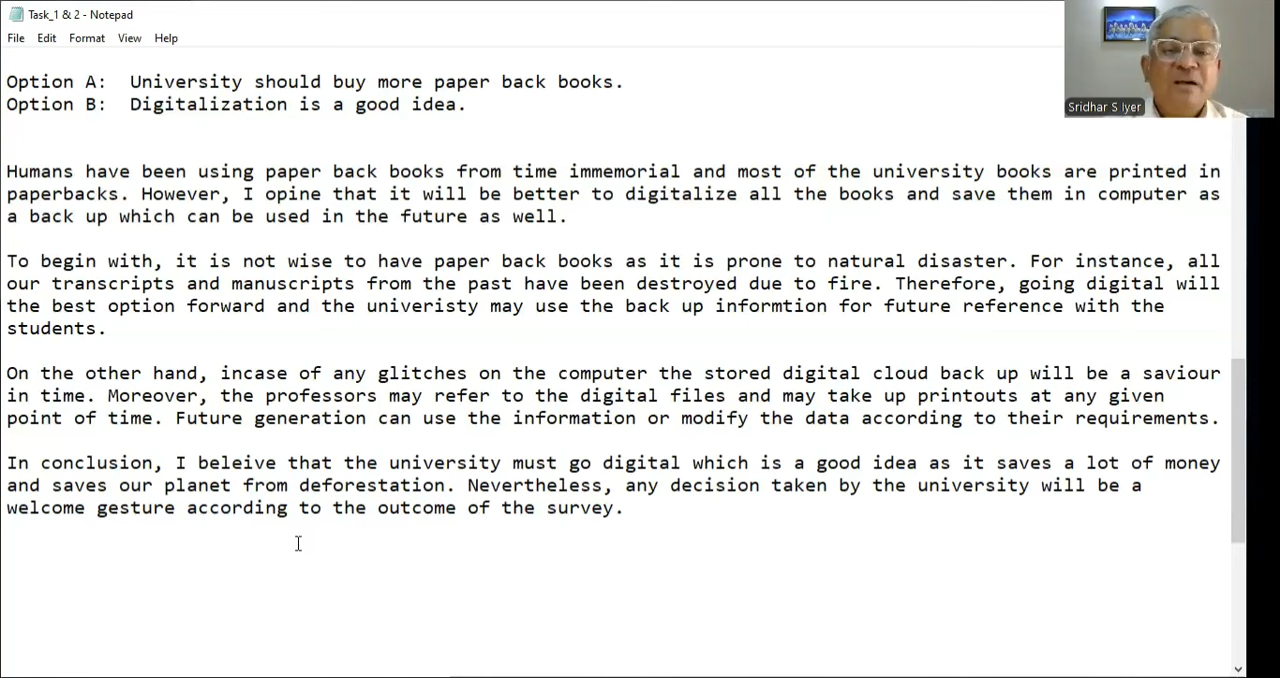 Task_1 & 2 - Notepad
File Edit Format View Help
Sridhar S Iyer
Option A: University should buy more paper back books.
Option B: Digitalization is a good idea.
Humans have been using paper back books from time immemorial and most of the university books are printed in
paperbacks. However, I opine that it will be better to digitalize all the books and save them in computer as
a back up which can be used in the future as well.
To begin with, it is not wise to have paper back books as it is prone to natural disaster. For instance, all
our transcripts and manuscripts from the past have been destroyed due to fire. Therefore, going digital will
the best option forward and the univeristy may use the back up informtion for future reference with the
students.
On the other hand, incase of any glitches on the computer the stored digital cloud back up will be a saviour
in time. Moreover, the professors may refer to the digital files and may take up printouts at any given
point of time. Future generation can use the information or modify the data according to their requirements.
In conclusion, I beleive that the university must go digital which is a good idea as it saves a lot of money
and saves our planet from deforestation. Nevertheless, any decision taken by the university will be a
welcome gesture according to the outcome of the survey.